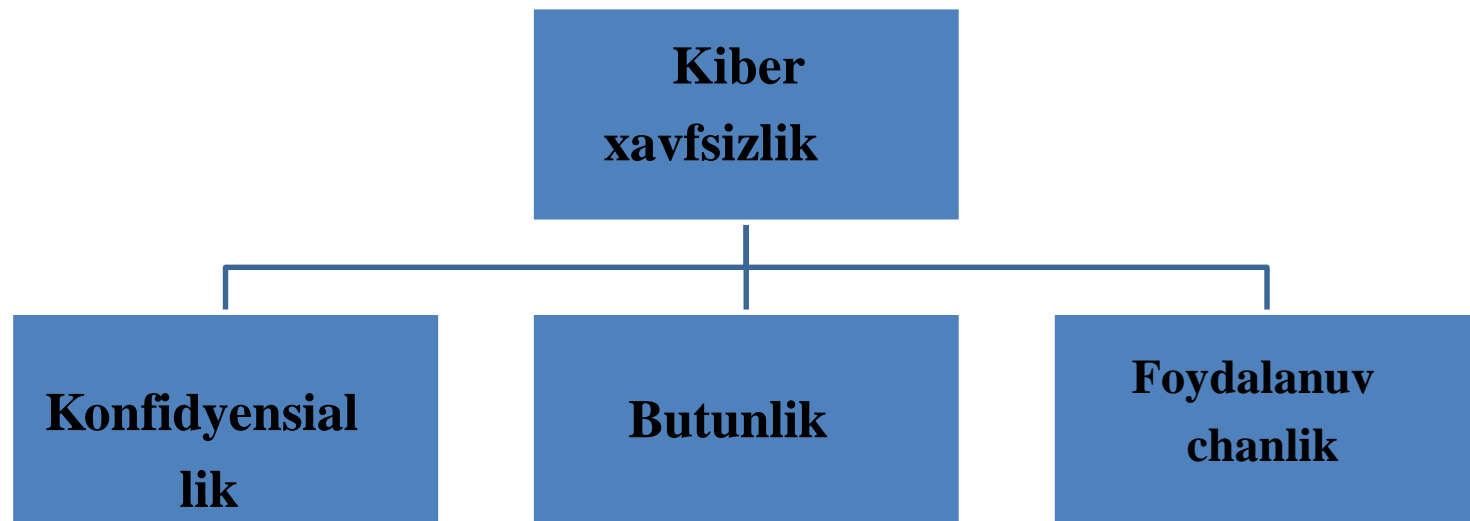 Kiber
xavfsizlik
Konfidyensial
lik
Butunlik
Foydalanuv
chanlik